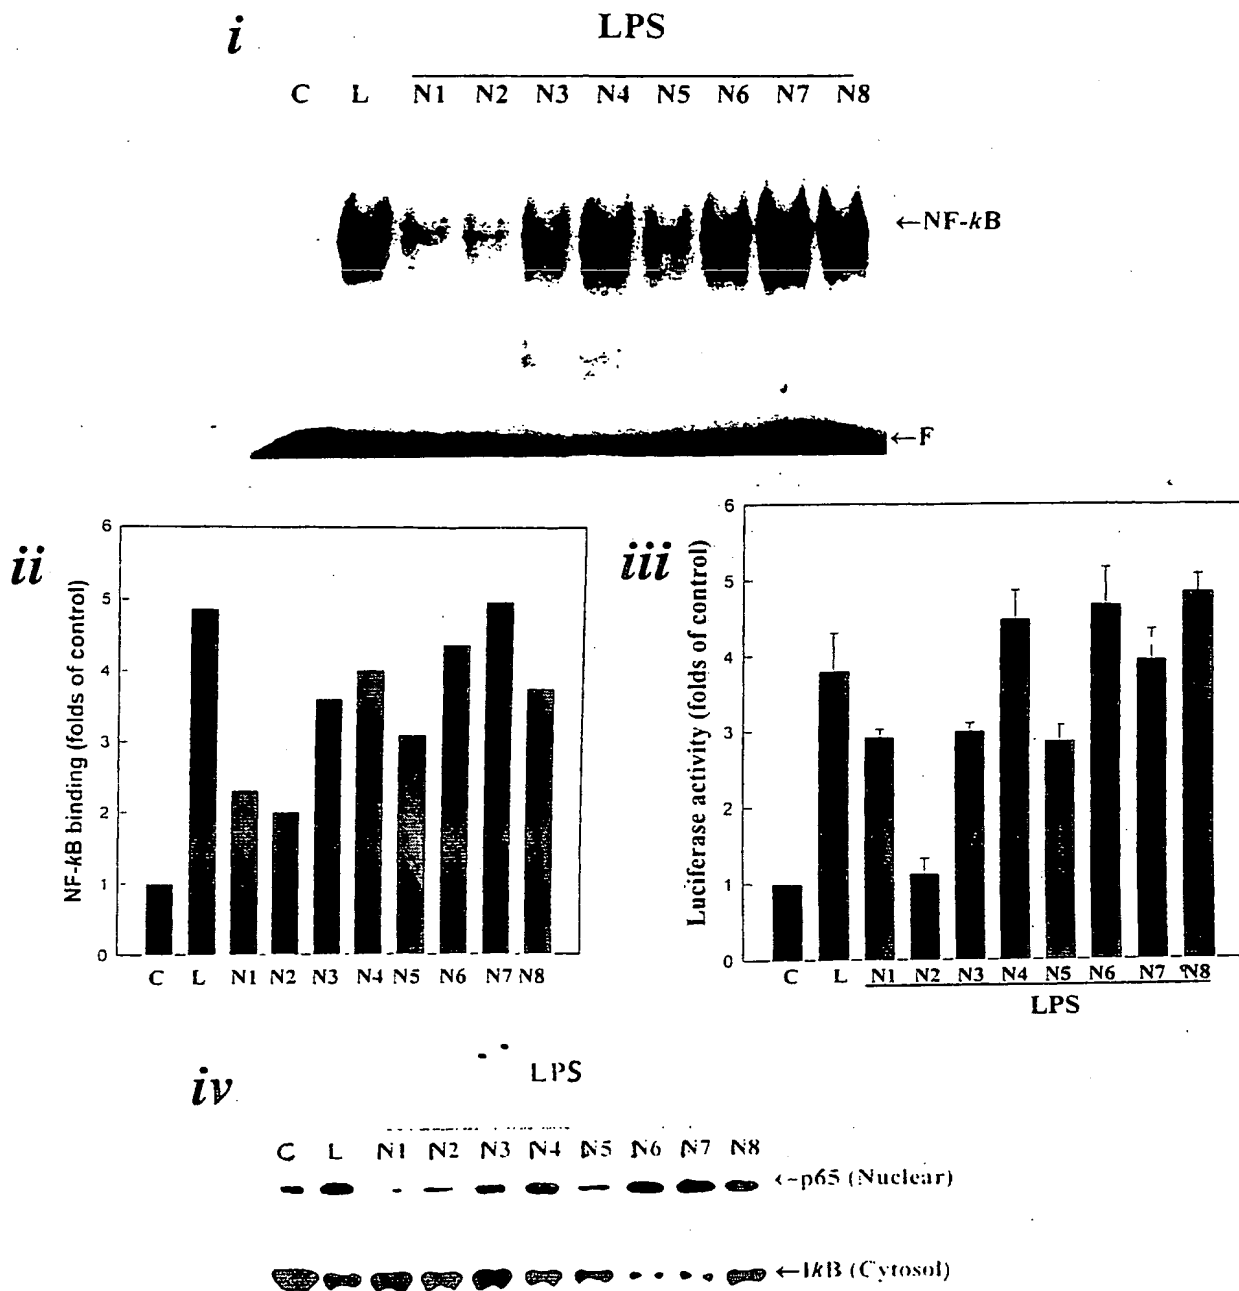 i
LPS
C L N1 N2 N3 N4 N5 N6 N7 N8
←NF-kB
←F
ii
NF-kB binding (folds of control)
6
5
4
3
2
1
0
C L N1 N2 N3 N4 N5 N6 N7 N8
iii
Luciferase activity (folds of control)
6
5
4
3
2
1
0
C L N1 N2 N3 N4 N5 N6 N7 N8
LPS
iv
LPS
C L N1 N2 N3 N4 N5 N6 N7 N8
←p65 (Nuclear)
←IkB (Cytosol)